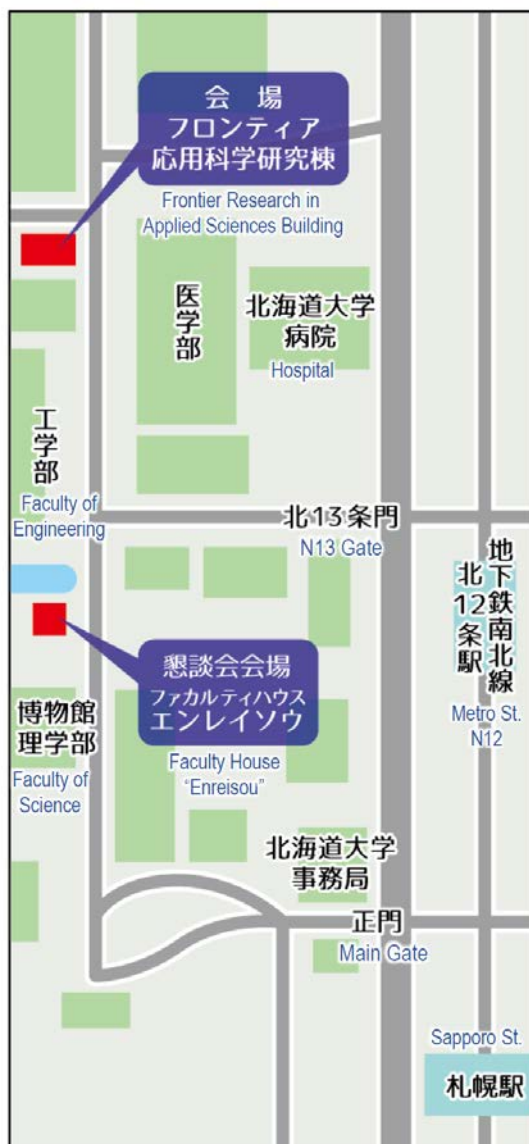 会 場
フロンティア
応用科学研究棟
Frontier Research in
Applied Sciences Building
医学部
北海道大学
病院
Hospital
工学部
Faculty of
Engineering
北13条門
N13 Gate
地下鉄南北線
北12条駅
Metro St.
N12
懇談会会場
ファカルティハウス
エンレイソウ
Faculty House
"Enreisou"
博物館
理学部
Faculty of
Science
北海道大学
事務局
正門
Main Gate
Sapporo St.
札幌駅